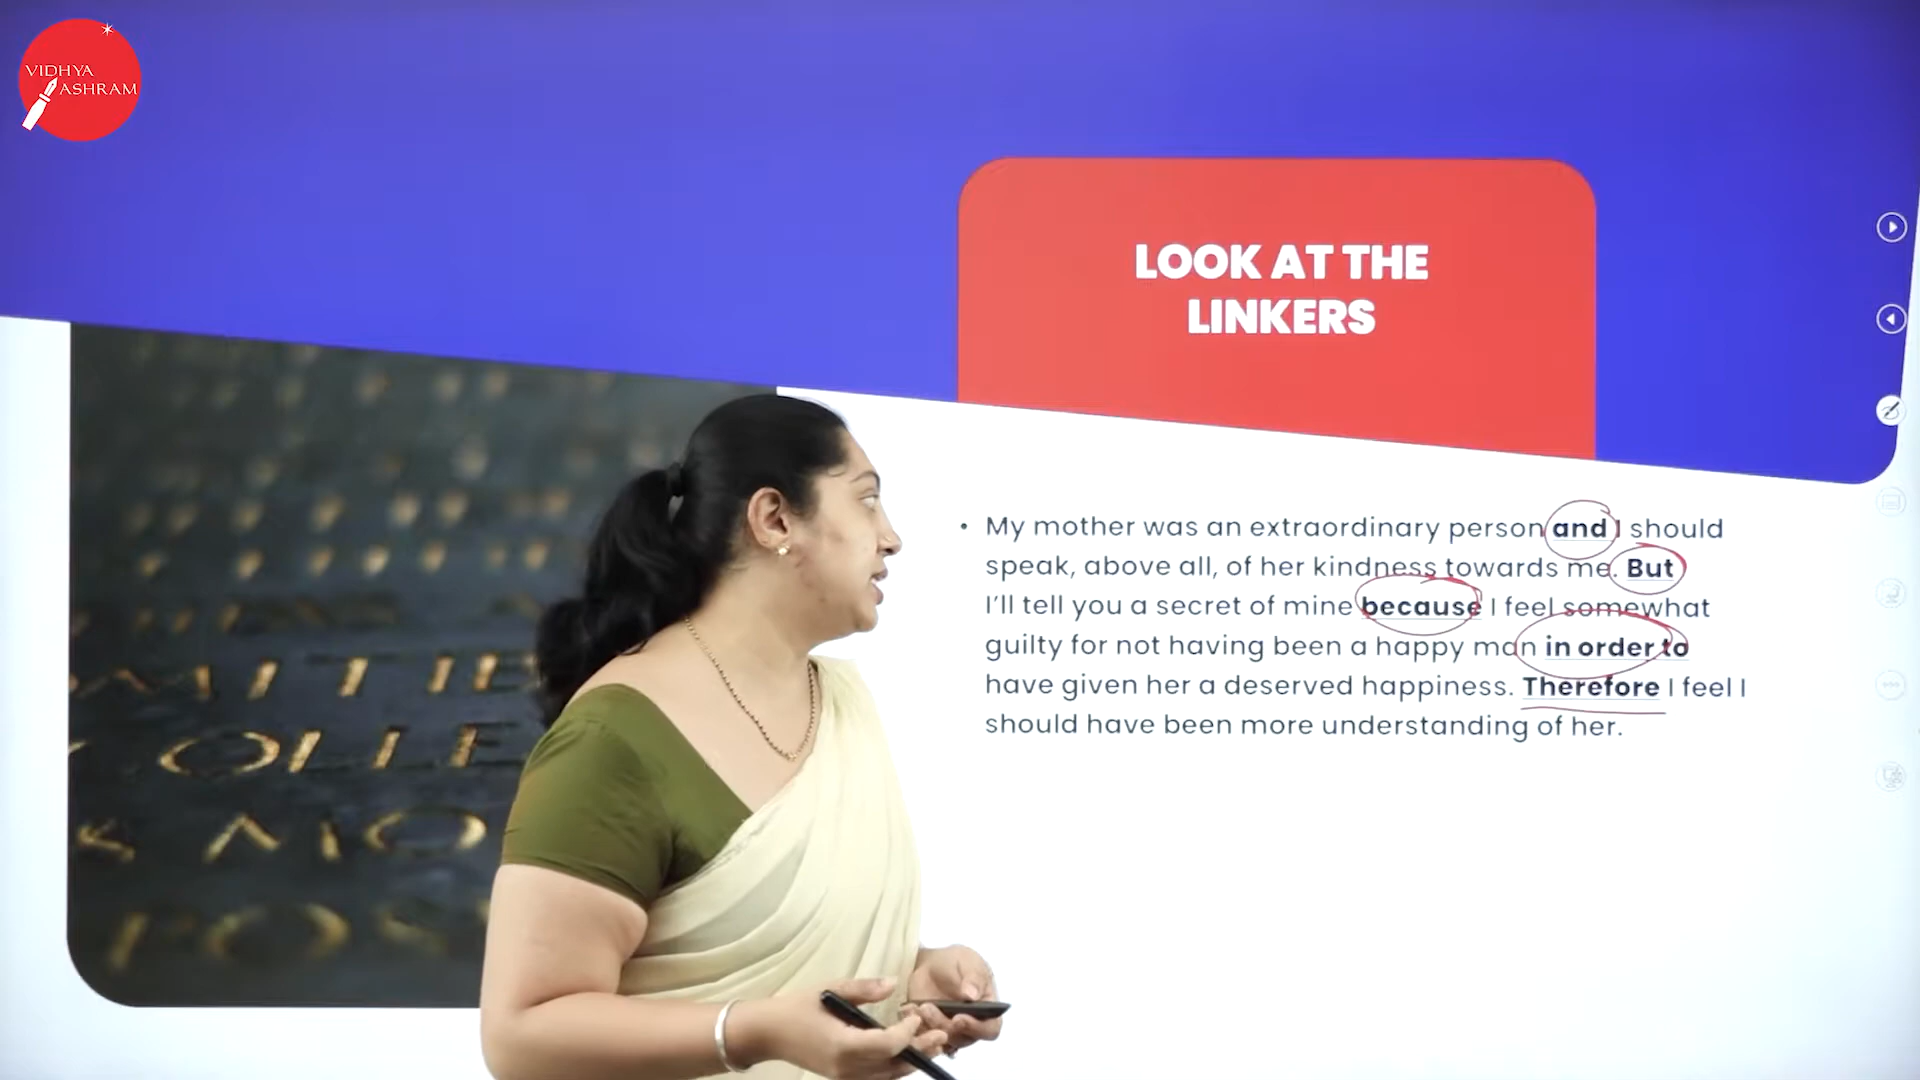 VIDHYA
ASHRAM
LOOK AT THE
LINKERS
• My mother was an extraordinary person and I should
speak, above all, of her kindness towards me. But
I'll tell you a secret of mine because I feel somewhat
guilty for not having been a happy man in order to
have given her a deserved happiness. Therefore I feel I
should have been more understanding of her.